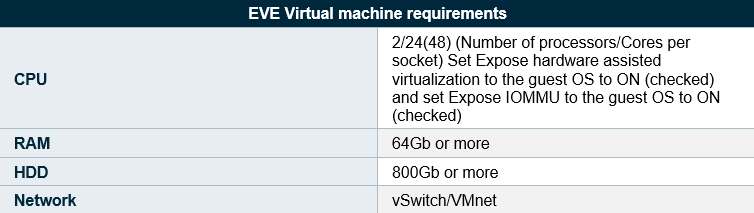 EVE Virtual machine requirements
CPU
2/24(48) (Number of processors/Cores per
socket) Set Expose hardware assisted
virtualization to the guest OS to ON (checked)
and set Expose IOMMU to the guest OS to ON
(checked)
RAM
64Gb or more
HDD
800Gb or more
Network
vSwitch/VMnet